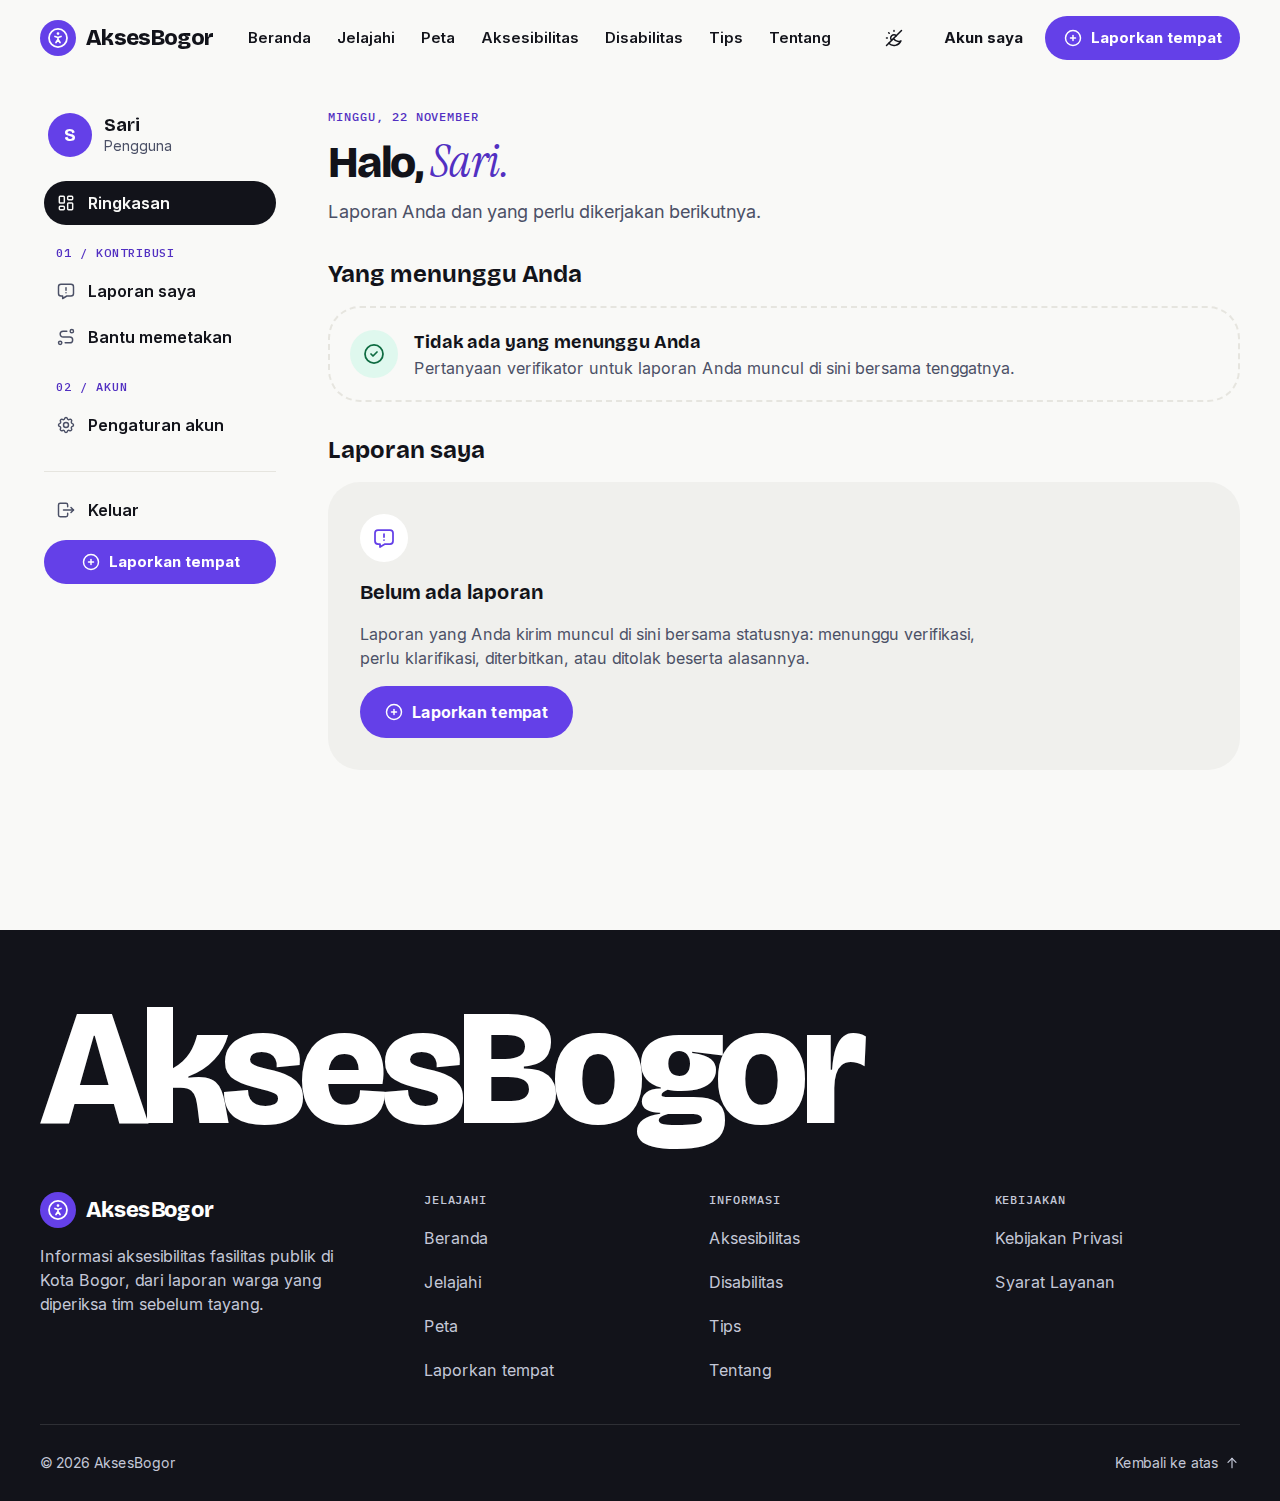 AksesBogor
Beranda
Jelajahi
Peta
Aksesibilitas
Disabilitas
Tips
Tentang
Akun saya
Laporkan tempat
S
Sari
Pengguna
Ringkasan
01 / KONTRIBUSI
Laporan saya
Bantu memetakan
02 / AKUN
Pengaturan akun
Keluar
Laporkan tempat
MINGGU, 22 NOVEMBER
Halo, Sari.
Laporan Anda dan yang perlu dikerjakan berikutnya.
Yang menunggu Anda
Tidak ada yang menunggu Anda
Pertanyaan verifikator untuk laporan Anda muncul di sini bersama tenggatnya.
Laporan saya
Belum ada laporan
Laporan yang Anda kirim muncul di sini bersama statusnya: menunggu verifikasi,
perlu klarifikasi, diterbitkan, atau ditolak beserta alasannya.
Laporkan tempat
AksesBogor
AksesBogor
Informasi aksesibilitas fasilitas publik di
Kota Bogor, dari laporan warga yang
diperiksa tim sebelum tayang.
JELAJAHI
Beranda
Jelajahi
Peta
Laporkan tempat
INFORMASI
Aksesibilitas
Disabilitas
Tips
Tentang
KEBIJAKAN
Kebijakan Privasi
Syarat Layanan
© 2026 AksesBogor
Kembali ke atas ↑